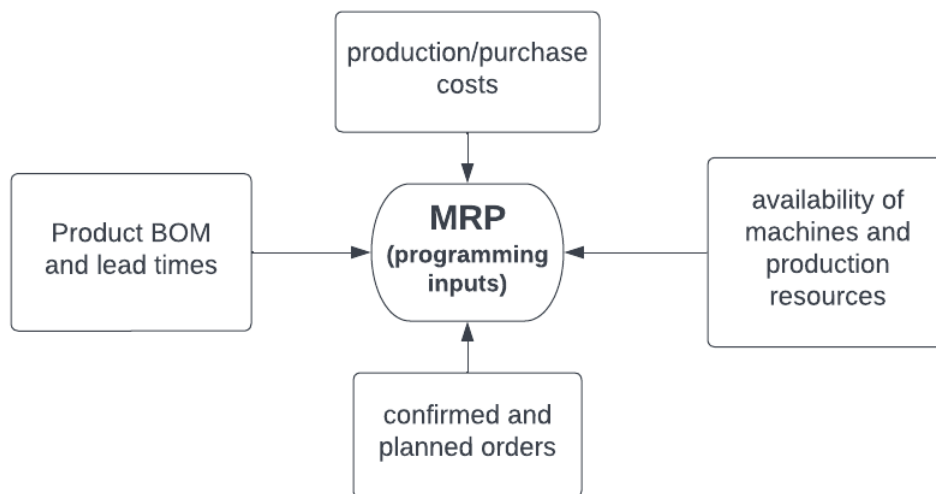 production/purchase
costs
Product BOM
and lead times
MRP
(programming
inputs)
availability of
machines and
production
resources
confirmed and
planned orders